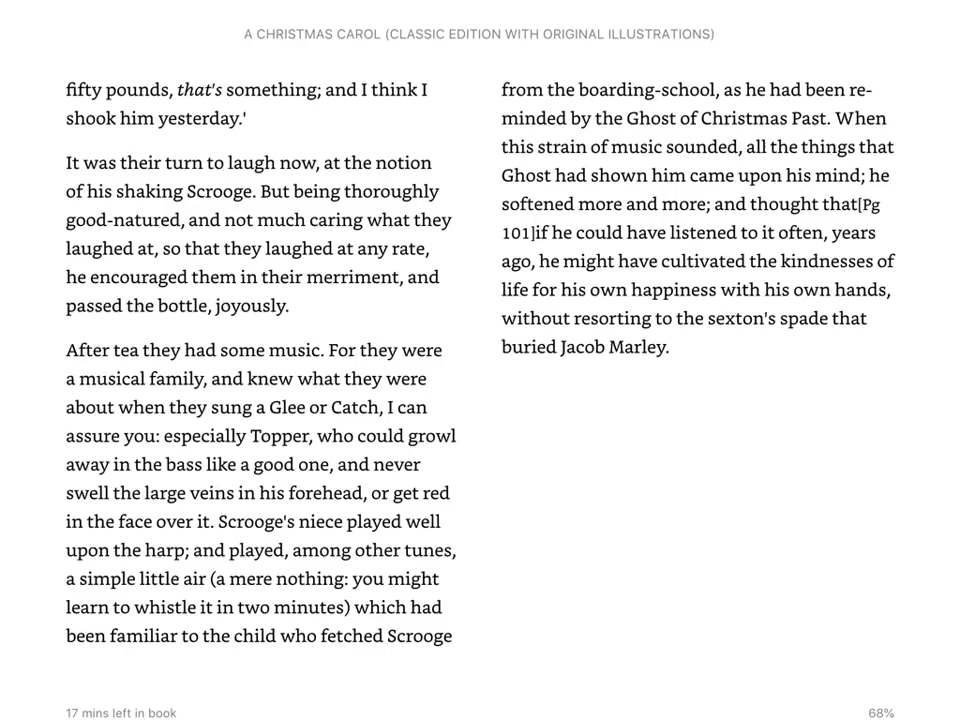 A CHRISTMAS CAROL (CLASSIC EDITION WITH ORIGINAL ILLUSTRATIONS)
fifty pounds, that's something; and I think I
shook him yesterday.'
It was their turn to laugh now, at the notion
of his shaking Scrooge. But being thoroughly
good-natured, and not much caring what they
laughed at, so that they laughed at any rate,
he encouraged them in their merriment, and
passed the bottle, joyously.
After tea they had some music. For they were
a musical family, and knew what they were
about when they sung a Glee or Catch, I can
assure you: especially Topper, who could growl
away in the bass like a good one, and never
swell the large veins in his forehead, or get red
in the face over it. Scrooge's niece played well
upon the harp; and played, among other tunes,
a simple little air (a mere nothing: you might
learn to whistle it in two minutes) which had
been familiar to the child who fetched Scrooge
from the boarding-school, as he had been re-
minded by the Ghost of Christmas Past. When
this strain of music sounded, all the things that
Ghost had shown him came upon his mind; he
softened more and more; and thought that[Pg
101]if he could have listened to it often, years
ago, he might have cultivated the kindnesses of
life for his own happiness with his own hands,
without resorting to the sexton's spade that
buried Jacob Marley.
17 mins left in book
68%